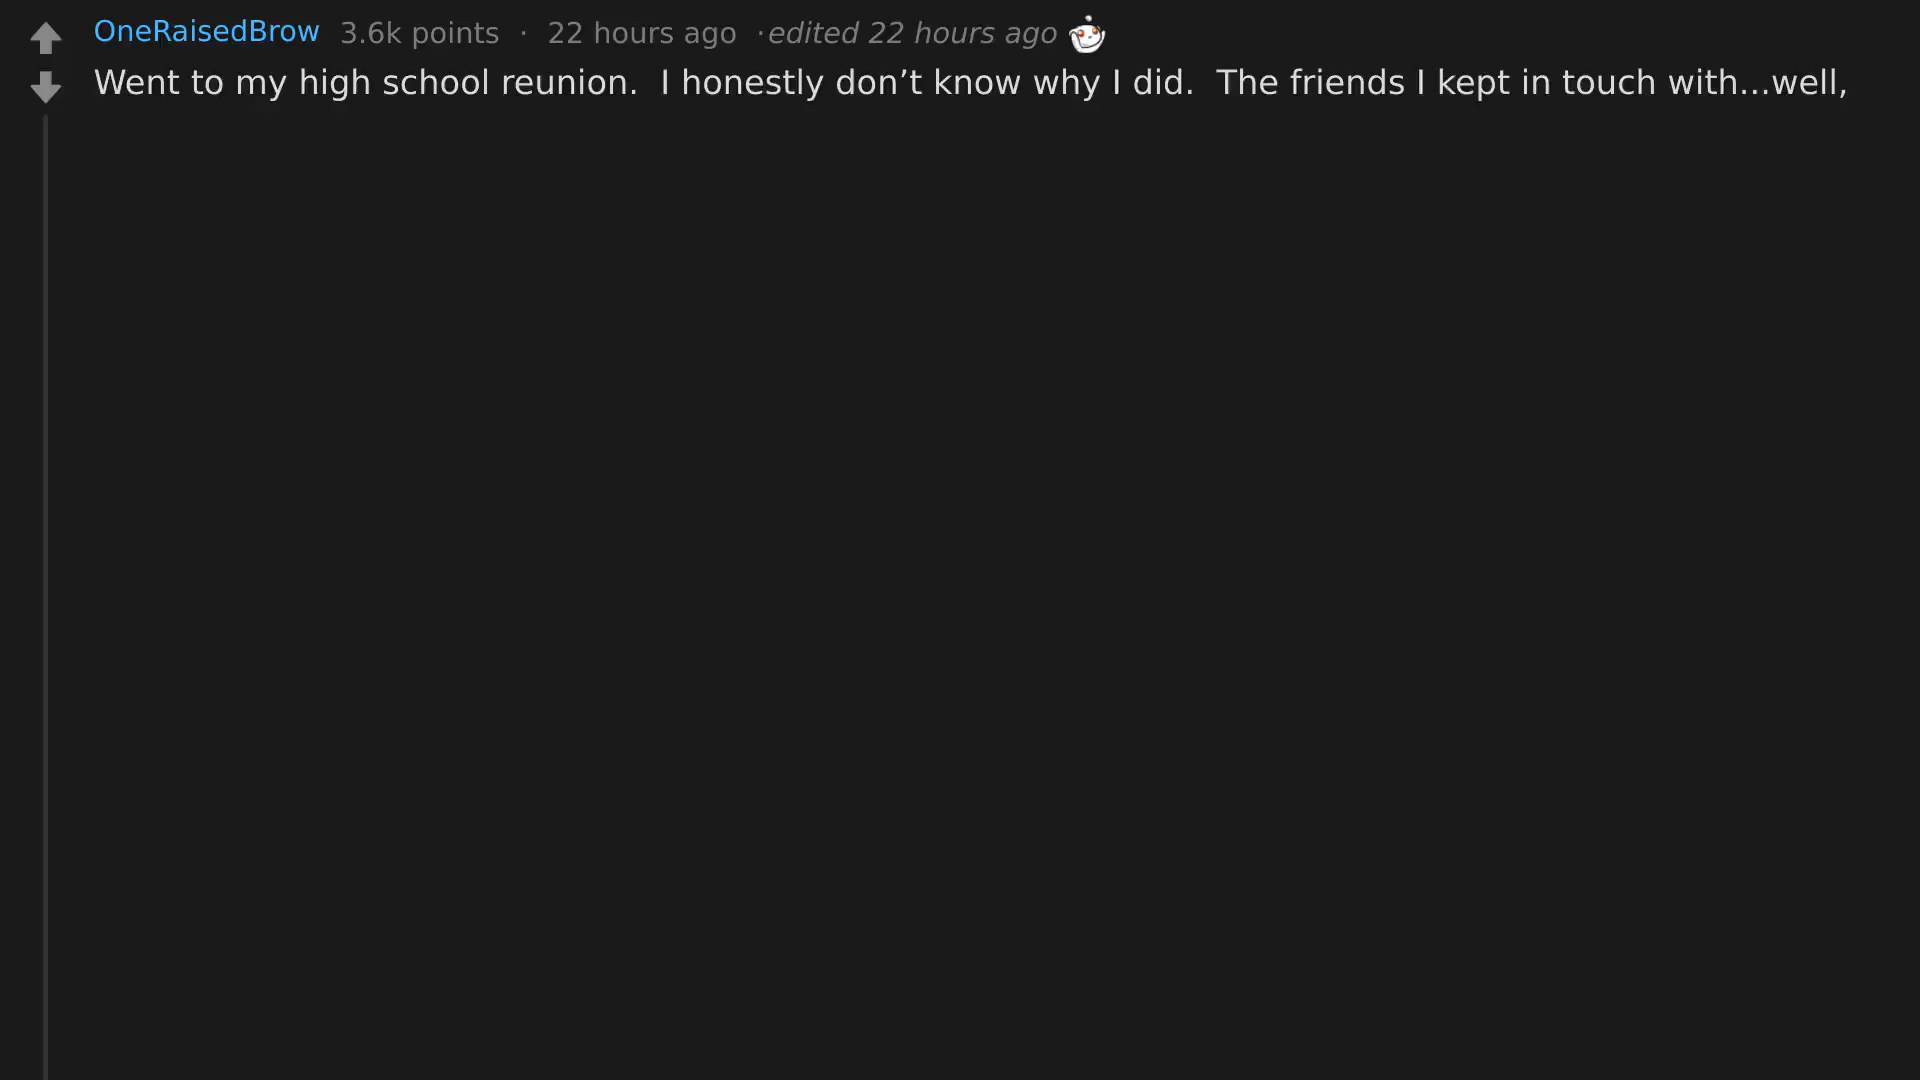 OneRaisedBrow 3.6k points · 22 hours ago ·edited 22 hours ago
Went to my high school reunion.  I honestly don’t know why I did.  The friends I kept in touch with...well,